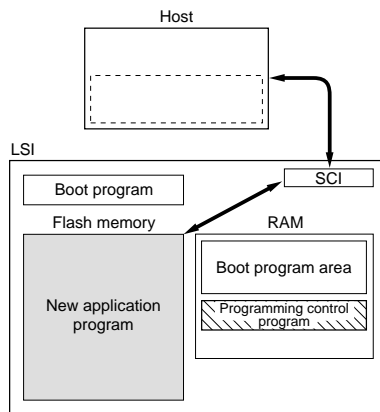 Host
LSI
SCI
Boot program
Flash memory
RAM
Boot program area
New application
program
Programming control
program